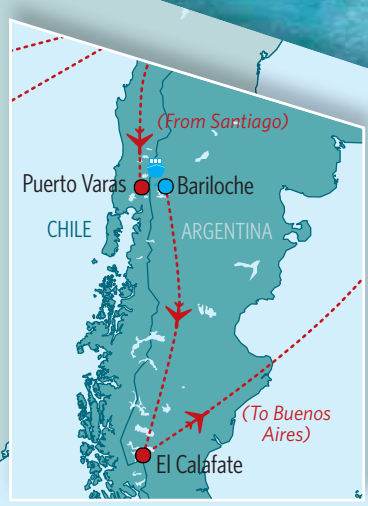 (From Santiago)
Puerto Varas
Bariloche
CHILE
ARGENTINA
(To Buenos
Aires)
El Calafate